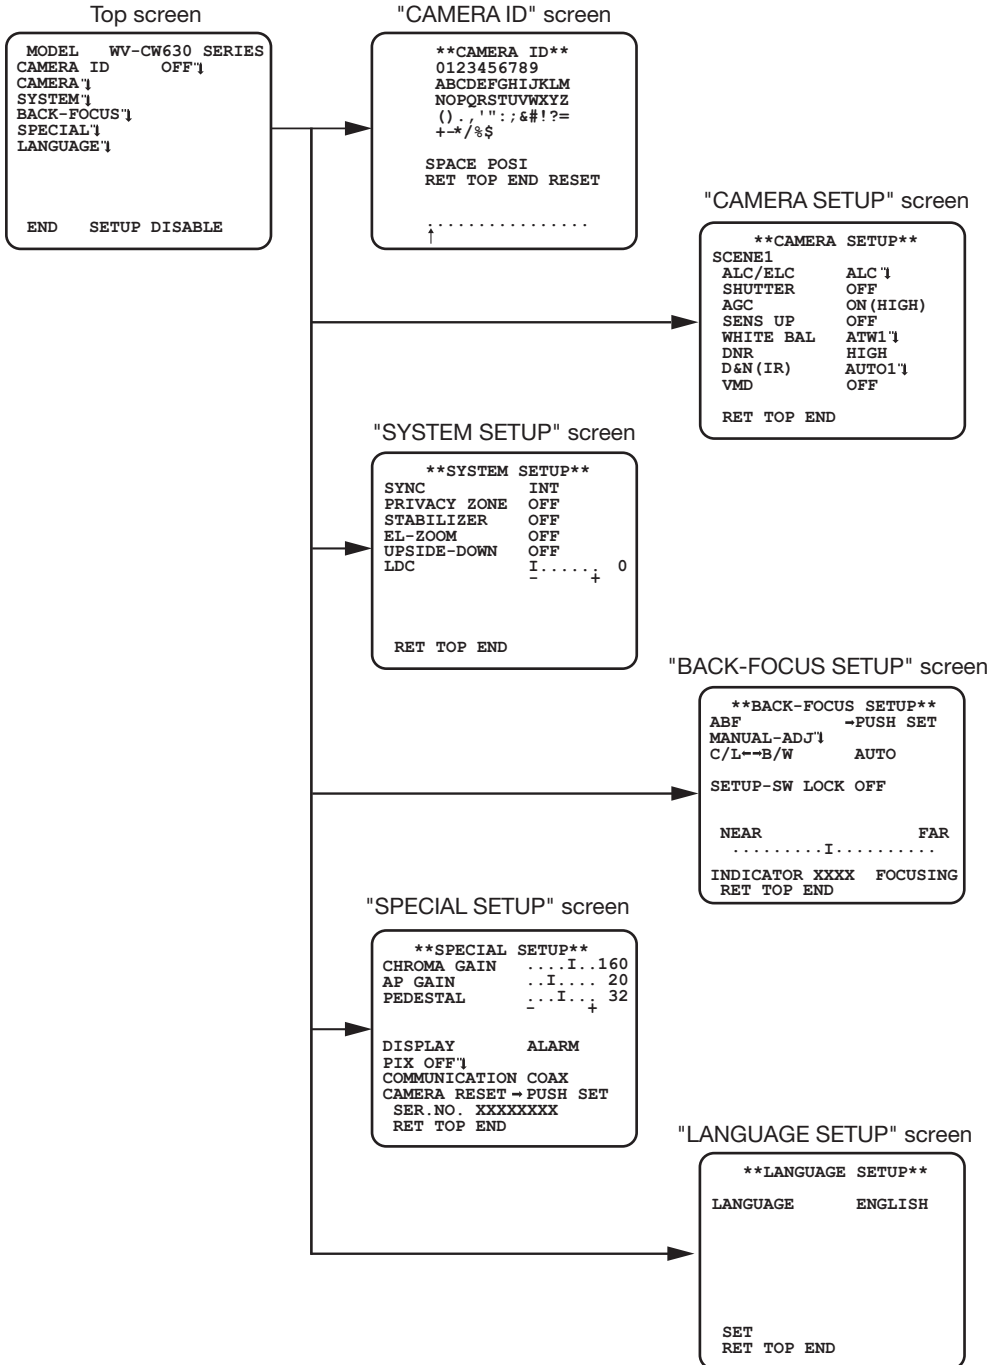 Top screen
MODEL WV-CW630 SERIES
CAMERA ID OFF
CAMERA
SYSTEM
BACK-FOCUS
SPECIAL
LANGUAGE
END SETUP DISABLE
"CAMERA ID" screen
**CAMERA ID**
0123456789
ABCDEFGHIJKLM
NOPQRSTUVWXYZ
().,'":;&#!?=
+-*/%$
SPACE POSI
RET TOP END RESET
................
↑
"CAMERA SETUP" screen
**CAMERA SETUP**
SCENE1
ALC/ELC ALC
SHUTTER OFF
AGC ON(HIGH)
SENS UP OFF
WHITE BAL ATW1
DNR HIGH
D&N(IR) AUTO1
VMD OFF
RET TOP END
"SYSTEM SETUP" screen
**SYSTEM SETUP**
SYNC INT
PRIVACY ZONE OFF
STABILIZER OFF
EL-ZOOM OFF
UPSIDE-DOWN OFF
LDC I...... 0
- +
RET TOP END
"BACK-FOCUS SETUP" screen
**BACK-FOCUS SETUP**
ABF →PUSH SET
MANUAL-ADJ
C/L←→B/W AUTO
SETUP-SW LOCK OFF
NEAR FAR
.........I..........
INDICATOR XXXX FOCUSING
RET TOP END
"SPECIAL SETUP" screen
**SPECIAL SETUP**
CHROMA GAIN ....I..160
AP GAIN ..I.... 20
PEDESTAL ...I... 32
- +
DISPLAY ALARM
PIX OFF
COMMUNICATION COAX
CAMERA RESET→PUSH SET
SER.NO. XXXXXXXX
RET TOP END
"LANGUAGE SETUP" screen
**LANGUAGE SETUP**
LANGUAGE ENGLISH
SET
RET TOP END